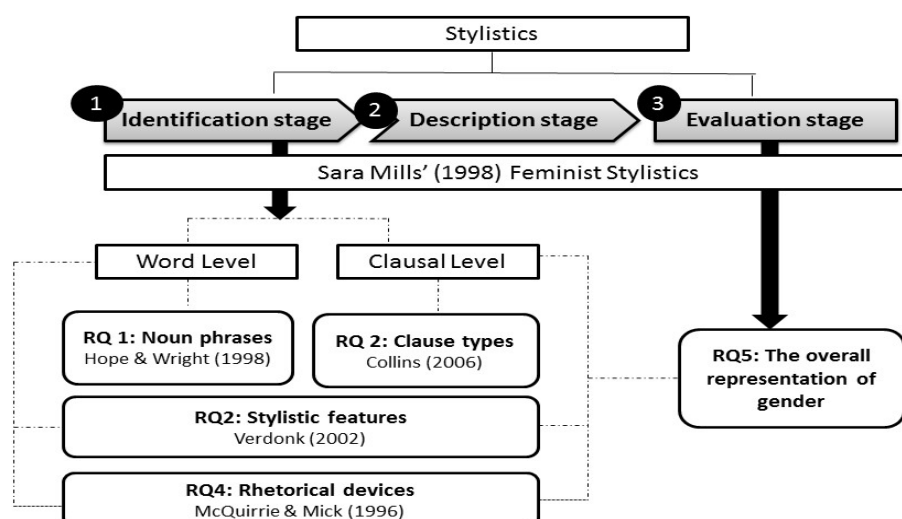 Stylistics
1
Identification stage
2
Description stage
3
Evaluation stage
Sara Mills’ (1998) Feminist Stylistics
Word Level
Clausal Level
RQ 1: Noun phrases
Hope & Wright (1998)
RQ 2: Clause types
Collins (2006)
RQ5: The overall
representation of
gender
RQ2: Stylistic features
Verdonk (2002)
RQ4: Rhetorical devices
McQuirrie & Mick (1996)